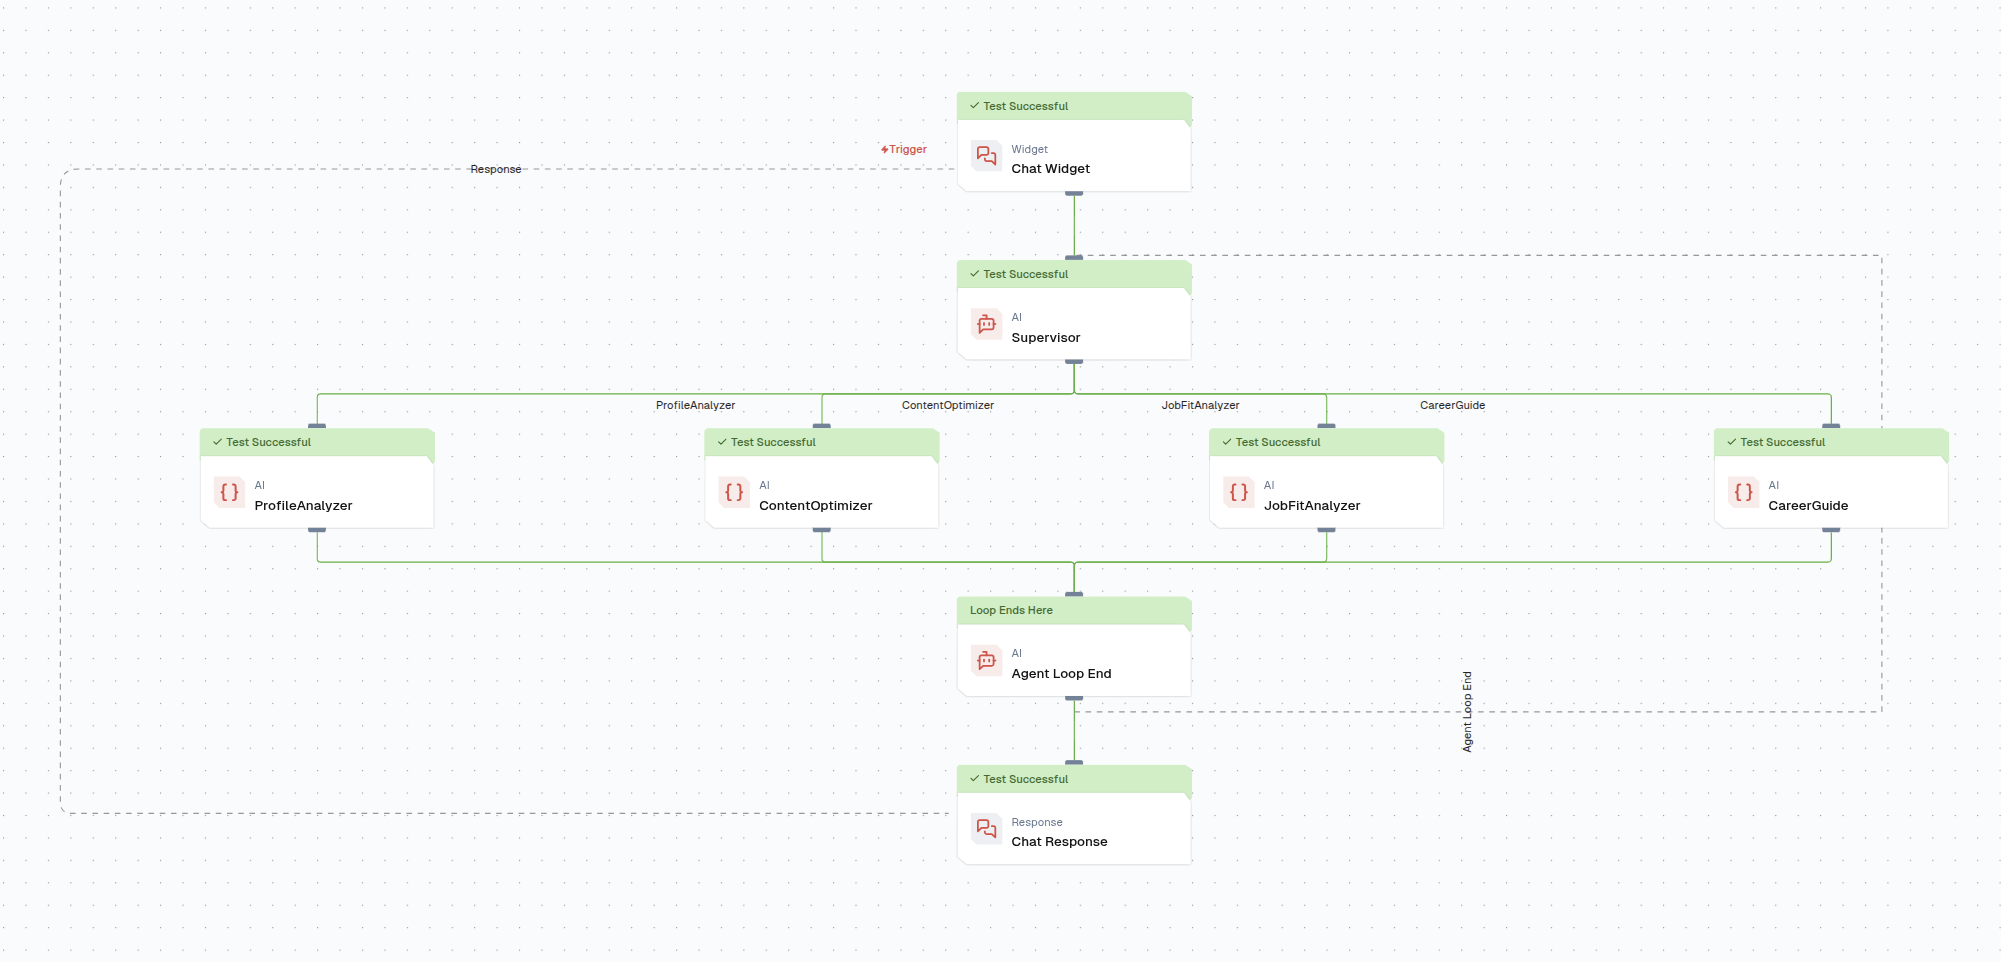 Test Successful
Trigger
Widget
Chat Widget
Response
Test Successful
AI
Supervisor
ProfileAnalyzer
ContentOptimizer
JobFitAnalyzer
CareerGuide
Test Successful
AI
ProfileAnalyzer
Test Successful
AI
ContentOptimizer
Test Successful
AI
JobFitAnalyzer
Test Successful
AI
CareerGuide
Loop Ends Here
AI
Agent Loop End
Agent Loop End
Test Successful
Response
Chat Response